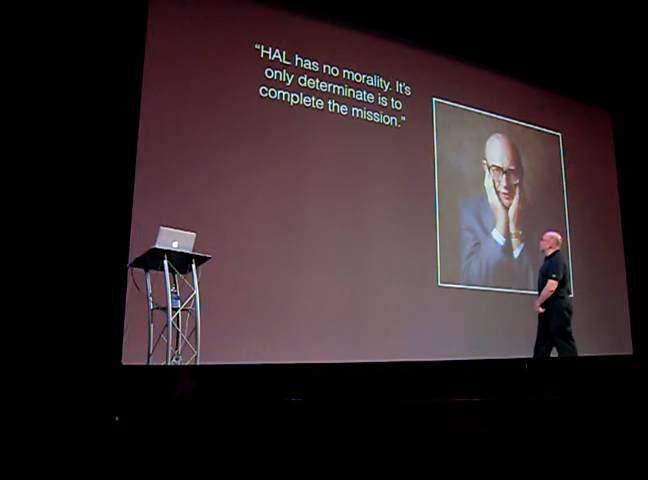 “HAL has no morality. It's
only determinate is to
complete the mission.”